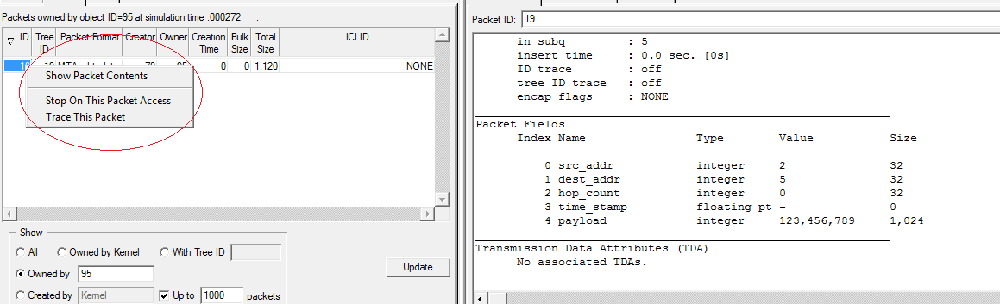 Packets owned by object ID=95 at simulation time .000272 .
ID Tree ID Packet Format Creator Owner Creation Time Bulk Size Total Size ICI ID
19 MTA_pkt_data 70 95 0 0 1,120 NONE
Show Packet Contents
Stop On This Packet Access
Trace This Packet
Show
All Owned by Kernel With Tree ID
Owned by 95
Update
Created by Kernel Up to 1000 packets
Packet ID: 19
in subq : 5
insert time : 0.0 sec. [0s]
ID trace : off
tree ID trace : off
encap flags : NONE
Packet Fields
Index Name Type Value Size
----- ------------------- ----------- --------------- ----
0 src_addr integer 2 32
1 dest_addr integer 5 32
2 hop_count integer 0 32
3 time_stamp floating pt - 0
4 payload integer 123,456,789 1,024
Transmission Data Attributes (TDA)
No associated TDAs.